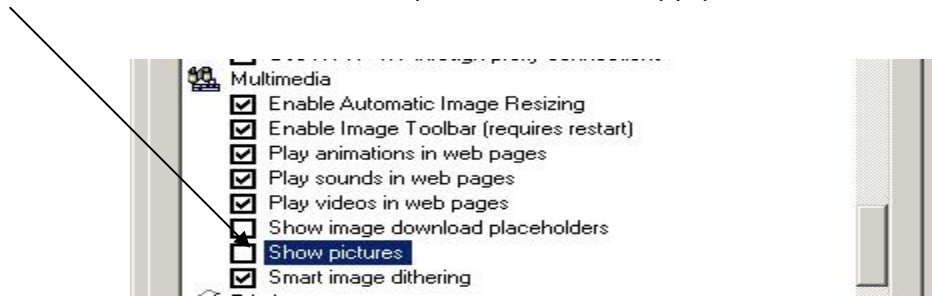 Multimedia
Enable Automatic Image Resizing
Enable Image Toolbar (requires restart)
Play animations in web pages
Play sounds in web pages
Play videos in web pages
Show image download placeholders
Show pictures
Smart image dithering